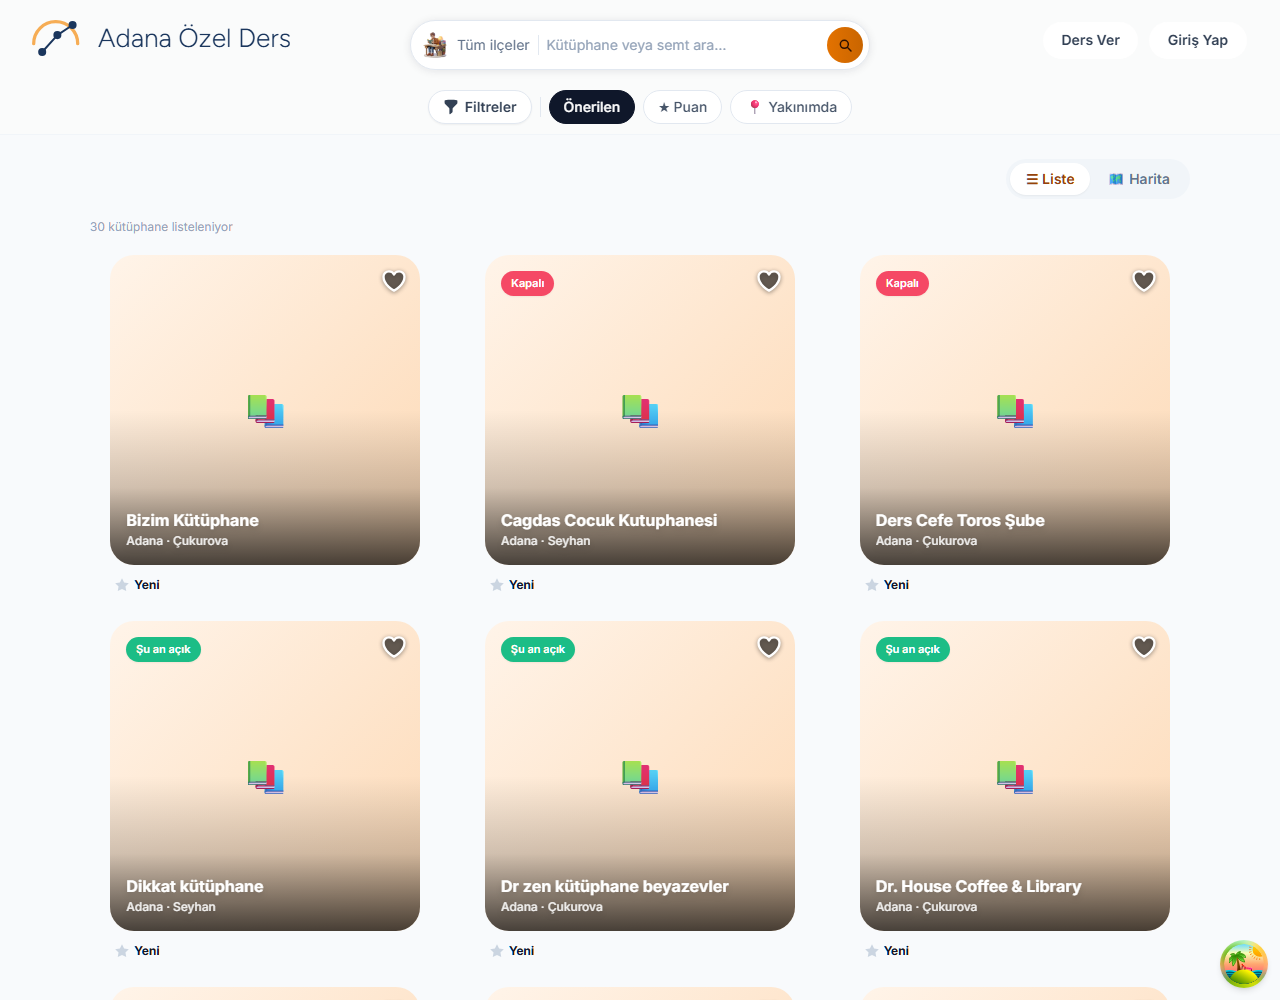 Adana Özel Ders
Tüm ilçeler
Kütüphane veya semt ara...
Ders Ver
Giriş Yap
Filtreler
Önerilen
★ Puan
Yakınımda
☰ Liste
Harita
30 kütüphane listeleniyor
Bizim Kütüphane
Adana · Çukurova
Yeni
Kapalı
Cagdas Cocuk Kutuphanesi
Adana · Seyhan
Yeni
Kapalı
Ders Cefe Toros Şube
Adana · Çukurova
Yeni
Şu an açık
Dikkat kütüphane
Adana · Seyhan
Yeni
Şu an açık
Dr zen kütüphane beyazevler
Adana · Çukurova
Yeni
Şu an açık
Dr. House Coffee & Library
Adana · Çukurova
Yeni